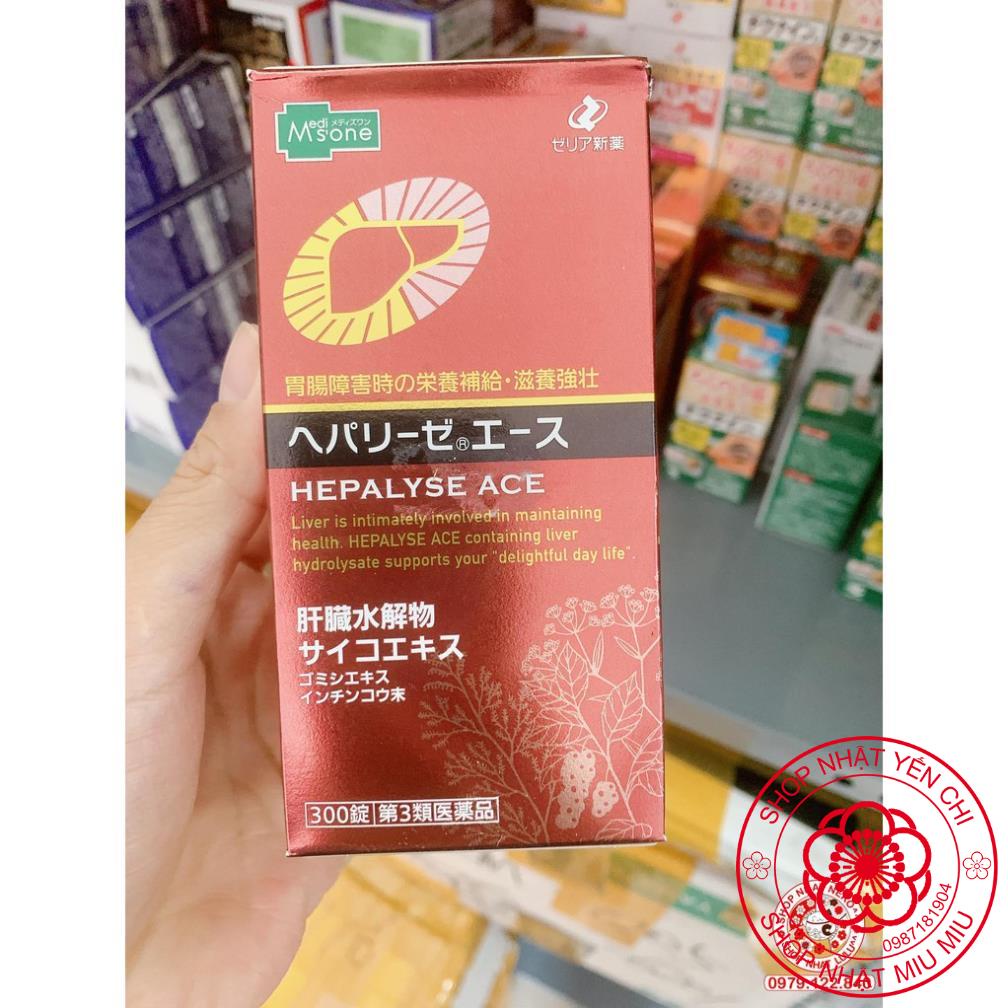 Medi メディズワン
M's·one
ゼリア新薬
胃腸障害時の栄養補給・滋養強壮
ヘパリーゼ®エース
HEPALYSE ACE
Liver is intimately involved in maintaining
health. HEPALYSE ACE containing liver
hydrolysate supports your "delightful day life".
肝臓水解物
サイコエキス
ゴミシエキス
インチンコウ末
300錠 第3類医薬品
SHOP NHẬT YẾN CHI
SHOP NHẬT MIU MIU
0987181904